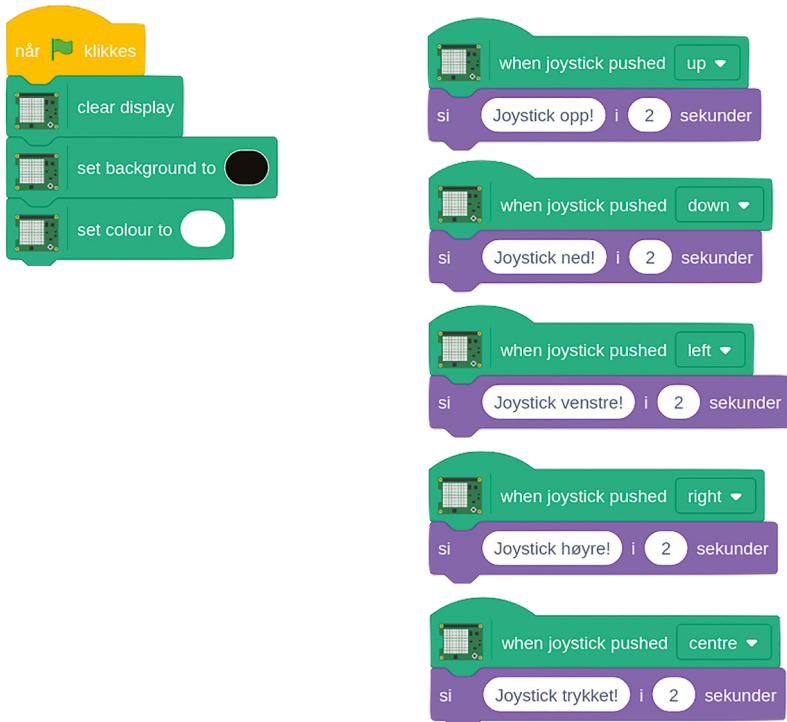 når klikkes
clear display
set background to
set colour to
when joystick pushed up
si Joystick opp! i 2 sekunder
when joystick pushed down
si Joystick ned! i 2 sekunder
when joystick pushed left
si Joystick venstre! i 2 sekunder
when joystick pushed right
si Joystick høyre! i 2 sekunder
when joystick pushed centre
si Joystick trykket! i 2 sekunder